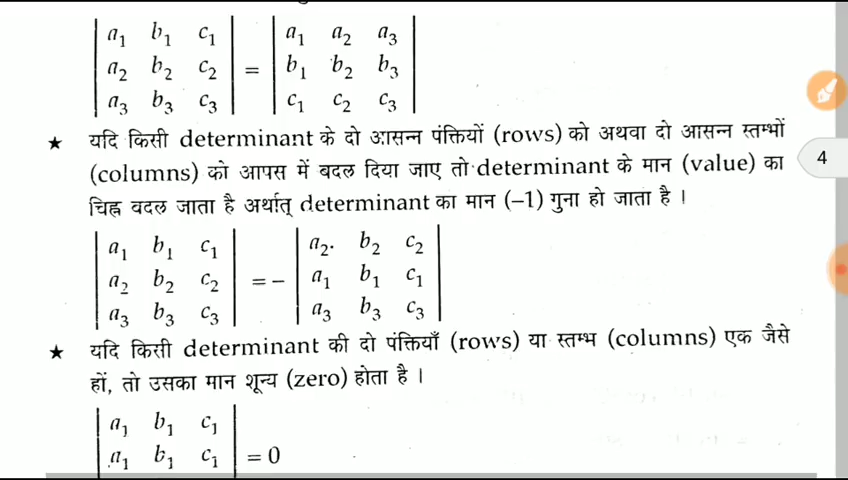 | a₁ b₁ c₁ | | a₁ a₂ a₃ |
| a₂ b₂ c₂ | = | b₁ b₂ b₃ |
| a₃ b₃ c₃ | | c₁ c₂ c₃ |
★ यदि किसी determinant के दो आसन्न पंक्तियों (rows) को अथवा दो आसन्न स्तम्भों
(columns) को आपस में बदल दिया जाए तो determinant के मान (value) का
चिह्न बदल जाता है अर्थात् determinant का मान (–1) गुना हो जाता है ।
| a₁ b₁ c₁ | | a₂ b₂ c₂ |
| a₂ b₂ c₂ | = – | a₁ b₁ c₁ |
| a₃ b₃ c₃ | | a₃ b₃ c₃ |
★ यदि किसी determinant की दो पंक्तियाँ (rows) या स्तम्भ (columns) एक जैसे
हों, तो उसका मान शून्य (zero) होता है ।
| a₁ b₁ c₁ |
| a₁ b₁ c₁ | = 0
4